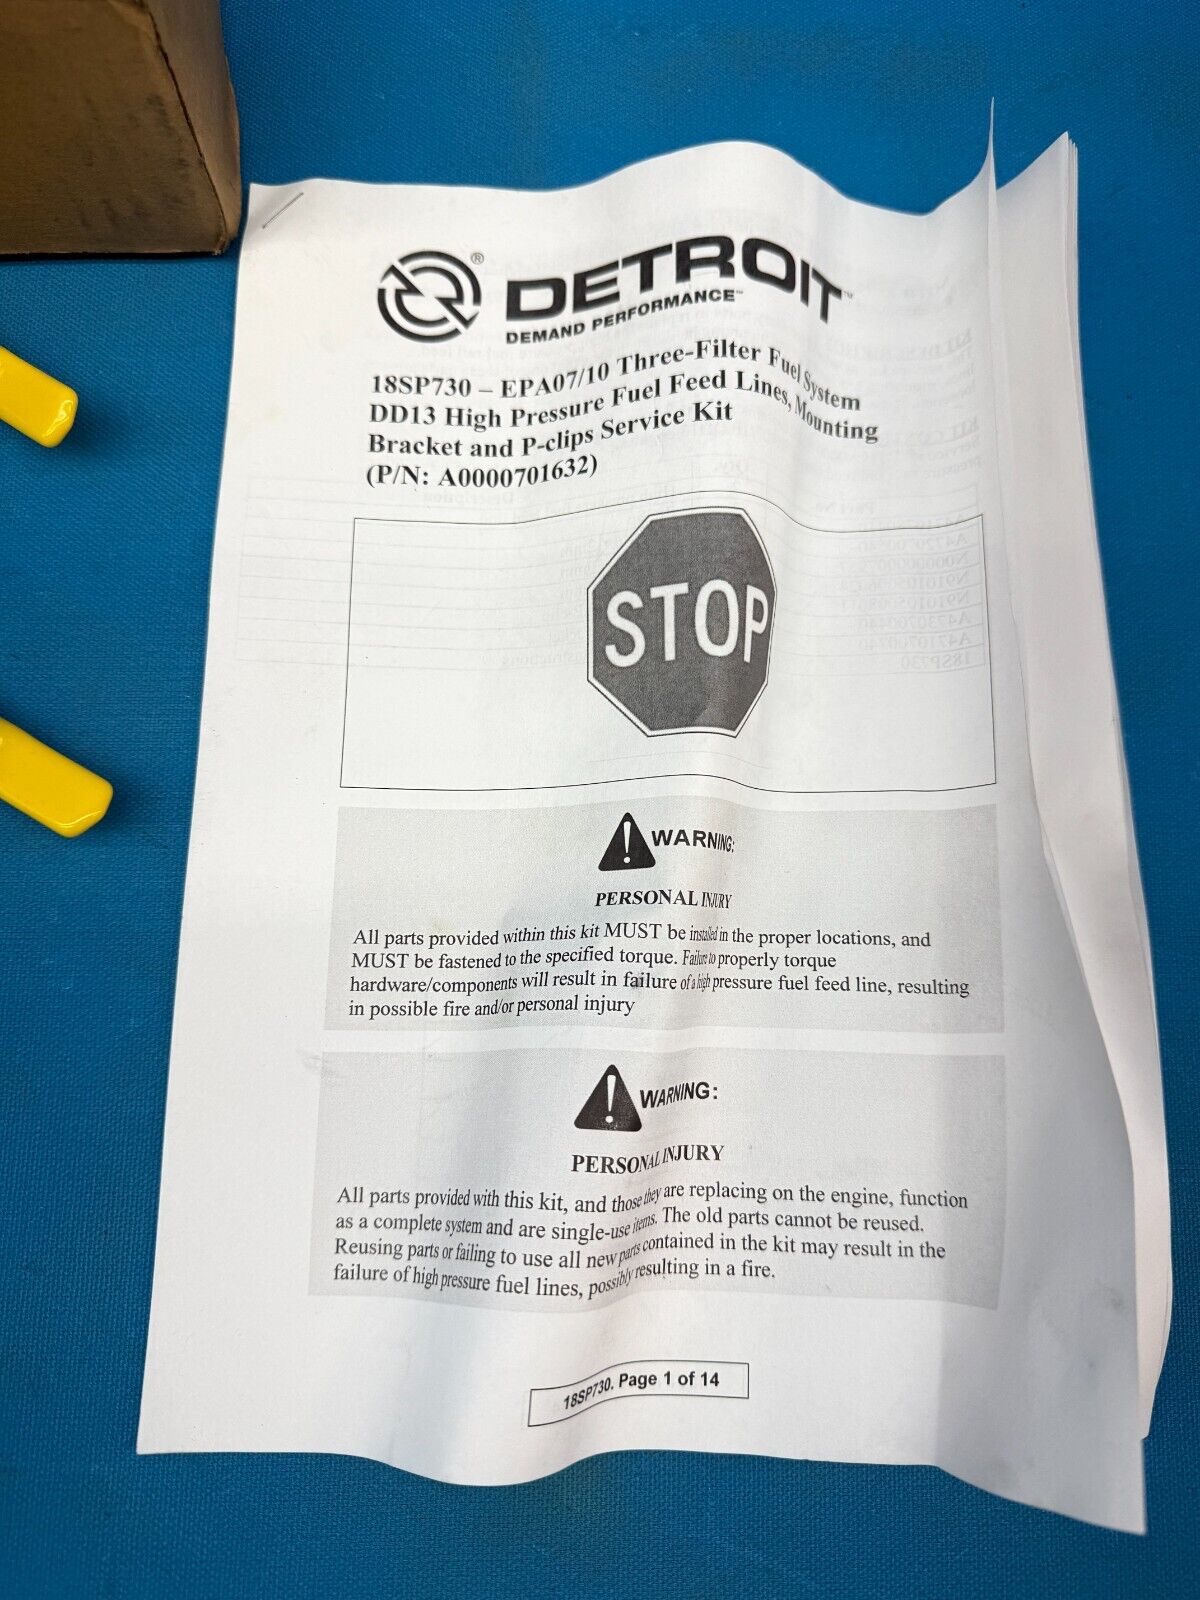 ®
DETROIT™
DEMAND PERFORMANCE™
18SP730 – EPA07/10 Three-Filter Fuel System
DD13 High Pressure Fuel Feed Lines, Mounting
Bracket and P-clips Service Kit
(P/N: A0000701632)
STOP
WARNING:
PERSONAL INJURY
All parts provided within this kit MUST be installed in the proper locations, and
MUST be fastened to the specified torque. Failure to properly torque
hardware/components will result in failure of a high pressure fuel feed line, resulting
in possible fire and/or personal injury
WARNING:
PERSONAL INJURY
All parts provided with this kit, and those they are replacing on the engine, function
as a complete system and are single-use items. The old parts cannot be reused.
Reusing parts or failing to use all new parts contained in the kit may result in the
failure of high pressure fuel lines, possibly resulting in a fire.
18SP730. Page 1 of 14